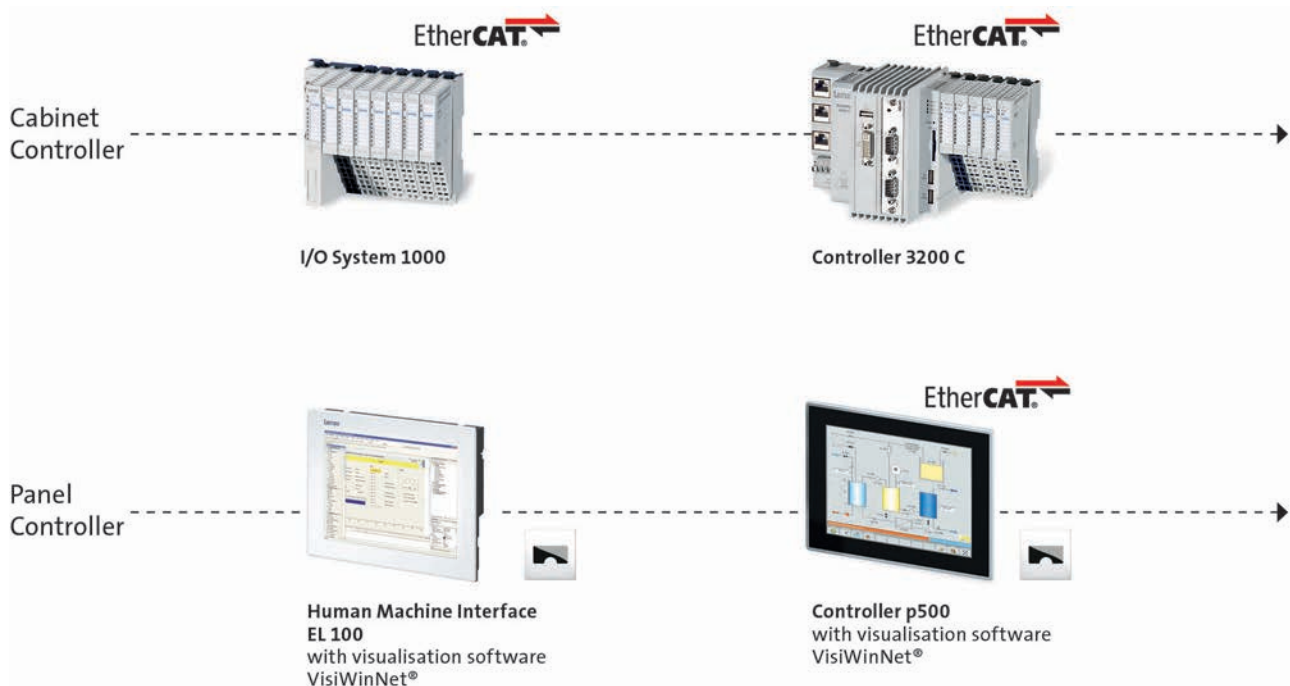 EtherCAT®
EtherCAT®
Cabinet
Controller
I/O System 1000
Controller 3200 C
EtherCAT®
Panel
Controller
Human Machine Interface
EL 100
with visualisation software
VisiWinNet®
Controller p500
with visualisation software
VisiWinNet®